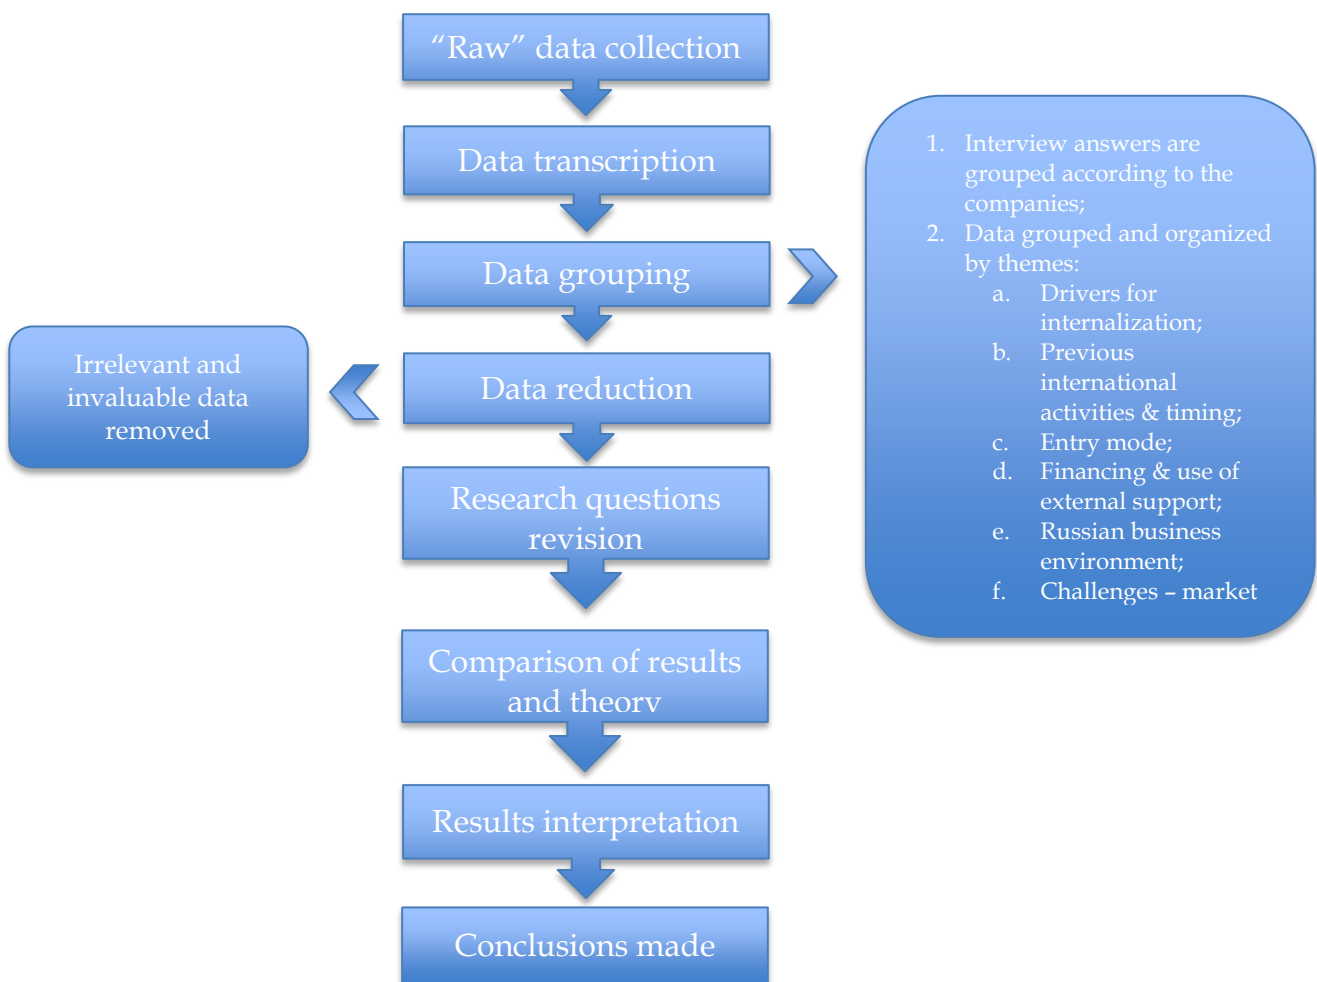 “Raw” data collection
Data transcription
Data grouping
1. Interview answers are
grouped according to the
companies;
2. Data grouped and organized
by themes:
a. Drivers for
internalization;
b. Previous
international
activities & timing;
c. Entry mode;
d. Financing & use of
external support;
e. Russian business
environment;
f. Challenges – market
Data reduction
Irrelevant and
invaluable data
removed
Research questions
revision
Comparison of results
and theory
Results interpretation
Conclusions made